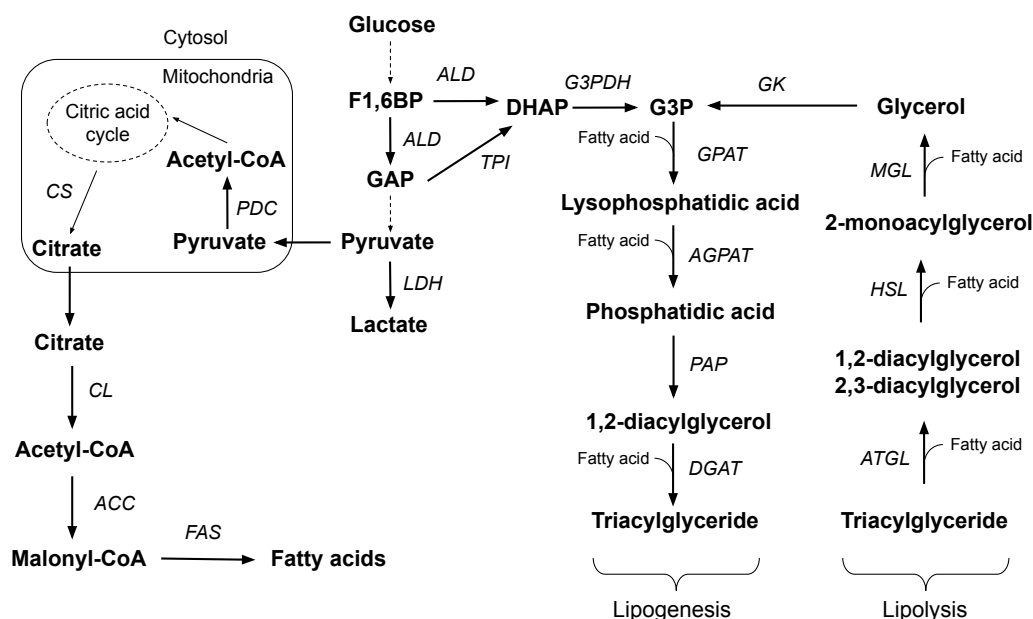 Glucose
Cytosol
Mitochondria
Citric acid
cycle
Acetyl-CoA
CS
PDC
Citrate
Pyruvate
F1,6BP
ALD
ALD
GAP
TPI
DHAP
G3PDH
G3P
GK
Glycerol
Pyruvate
LDH
Lactate
Citrate
CL
Acetyl-CoA
ACC
Malonyl-CoA
FAS
Fatty acids
Fatty acid
GPAT
Lysophosphatidic acid
Fatty acid
AGPAT
Phosphatidic acid
PAP
1,2-diacylglycerol
Fatty acid
DGAT
Triacylglyceride
Lipogenesis
MGL
Fatty acid
2-monoacylglycerol
HSL
Fatty acid
1,2-diacylglycerol
2,3-diacylglycerol
ATGL
Fatty acid
Triacylglyceride
Lipolysis